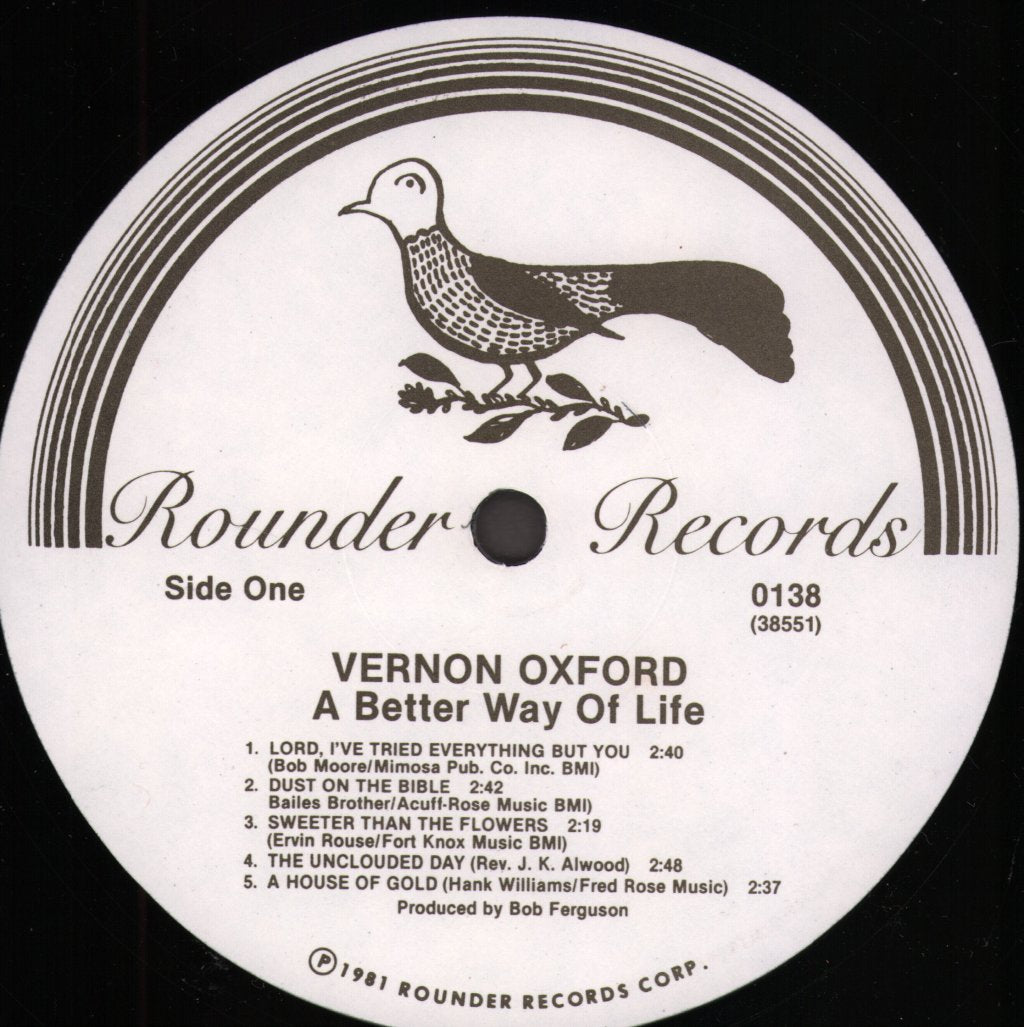 Rounder Records
Side One
0138
(38551)
VERNON OXFORD
A Better Way Of Life
1. LORD, I'VE TRIED EVERYTHING BUT YOU 2:40
(Bob Moore/Mimosa Pub. Co. Inc. BMI)
2. DUST ON THE BIBLE 2:42
Bailes Brother/Acuff-Rose Music BMI)
3. SWEETER THAN THE FLOWERS 2:19
(Ervin Rouse/Fort Knox Music BMI)
4. THE UNCLOUDED DAY (Rev. J. K. Alwood) 2:48
5. A HOUSE OF GOLD (Hank Williams/Fred Rose Music) 2:37
Produced by Bob Ferguson
Ⓟ1981 ROUNDER RECORDS CORP.